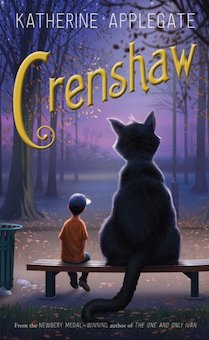 KATHERINE APPLEGATE
Crenshaw
From the NEWBERY MEDAL–WINNING author of THE ONE AND ONLY IVAN